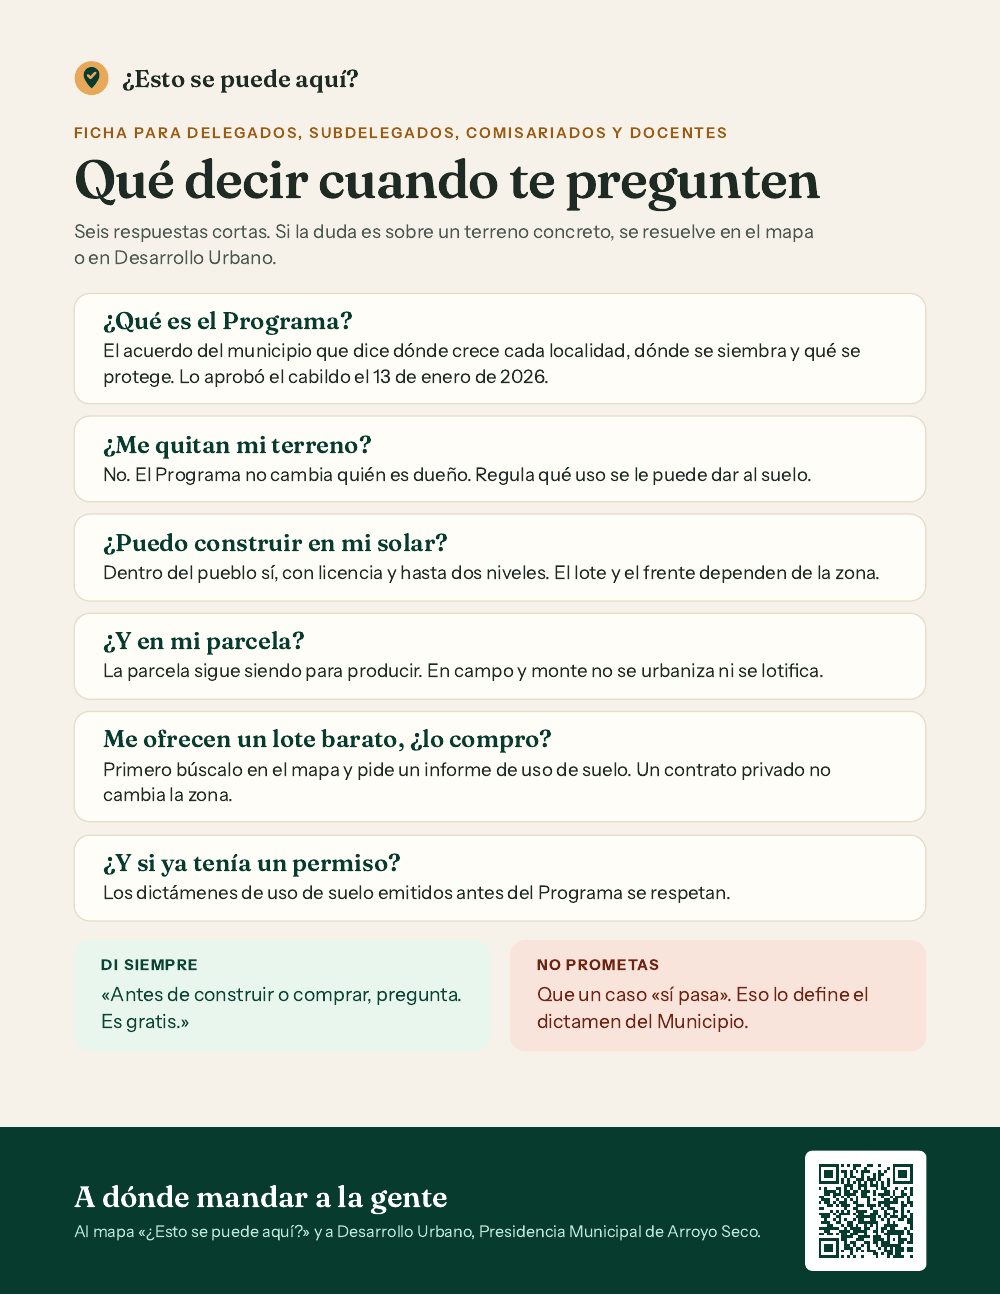 ¿Esto se puede aquí?
FICHA PARA DELEGADOS, SUBDELEGADOS, COMISARIADOS Y DOCENTES
Qué decir cuando te pregunten
Seis respuestas cortas. Si la duda es sobre un terreno concreto, se resuelve en el mapa
o en Desarrollo Urbano.
¿Qué es el Programa?
El acuerdo del municipio que dice dónde crece cada localidad, dónde se siembra y qué se
protege. Lo aprobó el cabildo el 13 de enero de 2026.
¿Me quitan mi terreno?
No. El Programa no cambia quién es dueño. Regula qué uso se le puede dar al suelo.
¿Puedo construir en mi solar?
Dentro del pueblo sí, con licencia y hasta dos niveles. El lote y el frente dependen de la zona.
¿Y en mi parcela?
La parcela sigue siendo para producir. En campo y monte no se urbaniza ni se lotifica.
Me ofrecen un lote barato, ¿lo compro?
Primero búscalo en el mapa y pide un informe de uso de suelo. Un contrato privado no
cambia la zona.
¿Y si ya tenía un permiso?
Los dictámenes de uso de suelo emitidos antes del Programa se respetan.
DI SIEMPRE
«Antes de construir o comprar, pregunta.
Es gratis.»
NO PROMETAS
Que un caso «sí pasa». Eso lo define el
dictamen del Municipio.
A dónde mandar a la gente
Al mapa «¿Esto se puede aquí?» y a Desarrollo Urbano, Presidencia Municipal de Arroyo Seco.